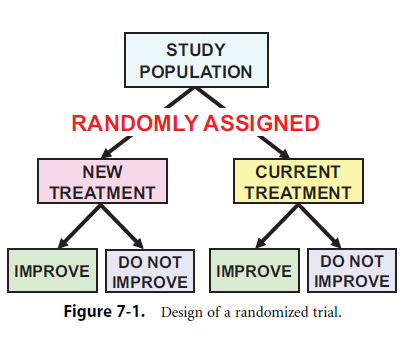 STUDY
POPULATION
RANDOMLY ASSIGNED
NEW
TREATMENT
CURRENT
TREATMENT
IMPROVE
DO NOT
IMPROVE
IMPROVE
DO NOT
IMPROVE
Figure 7-1. Design of a randomized trial.